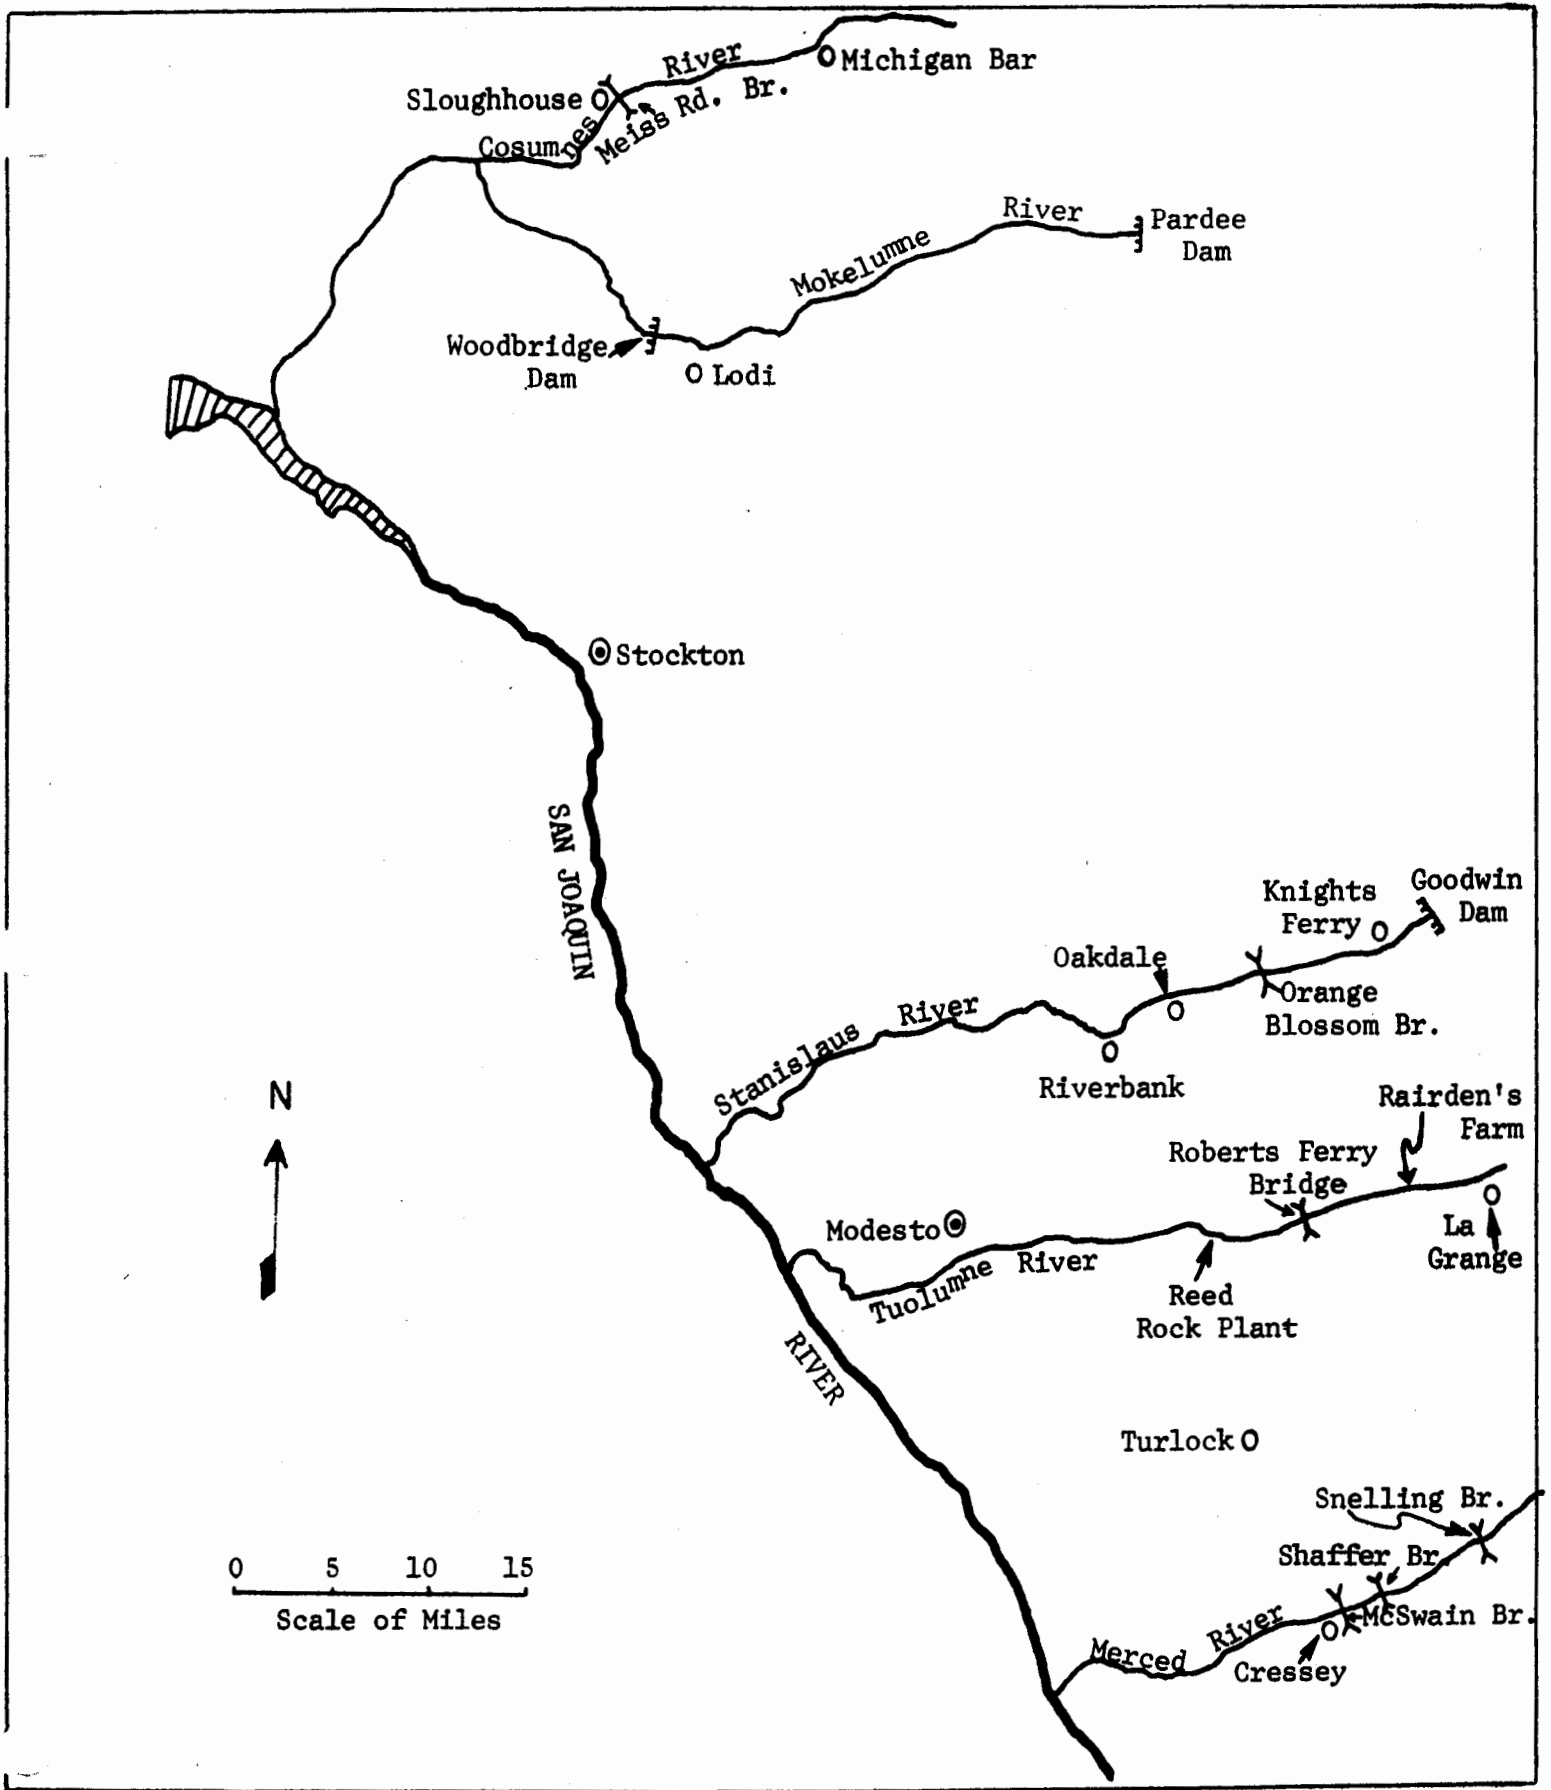 River
Michigan Bar
Sloughhouse
Meiss Rd. Br.
Cosumnes
River
Pardee
Dam
Mokelumne
Woodbridge
Dam
Lodi
Stockton
SAN JOAQUIN
Knights
Ferry
Goodwin
Dam
Oakdale
Orange
Blossom Br.
Stanislaus River
Riverbank
N
Rairden's
Farm
Roberts Ferry
Bridge
Modesto
La
Grange
Tuolumne River
Reed
Rock Plant
RIVER
Turlock
Snelling Br.
Shaffer Br.
McSwain Br.
0 5 10 15
Scale of Miles
Merced River
Cressey